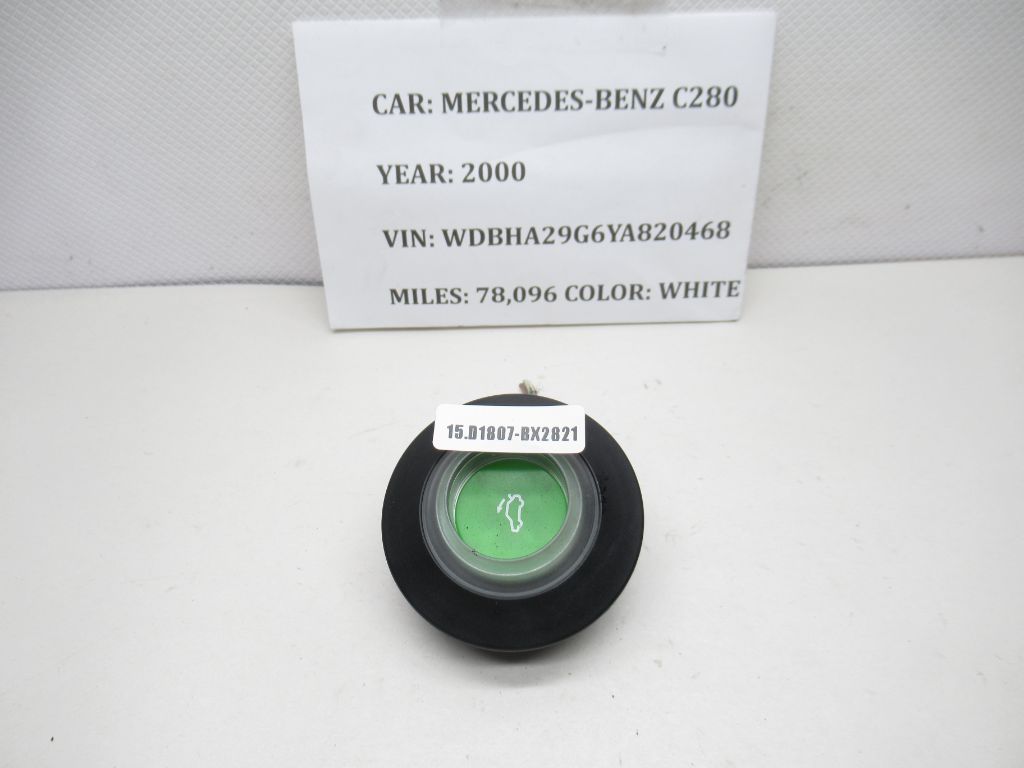 CAR: MERCEDES-BENZ C280
YEAR: 2000
VIN: WDBHA29G6YA820468
MILES: 78,096 COLOR: WHITE
15.D1807-BX2821